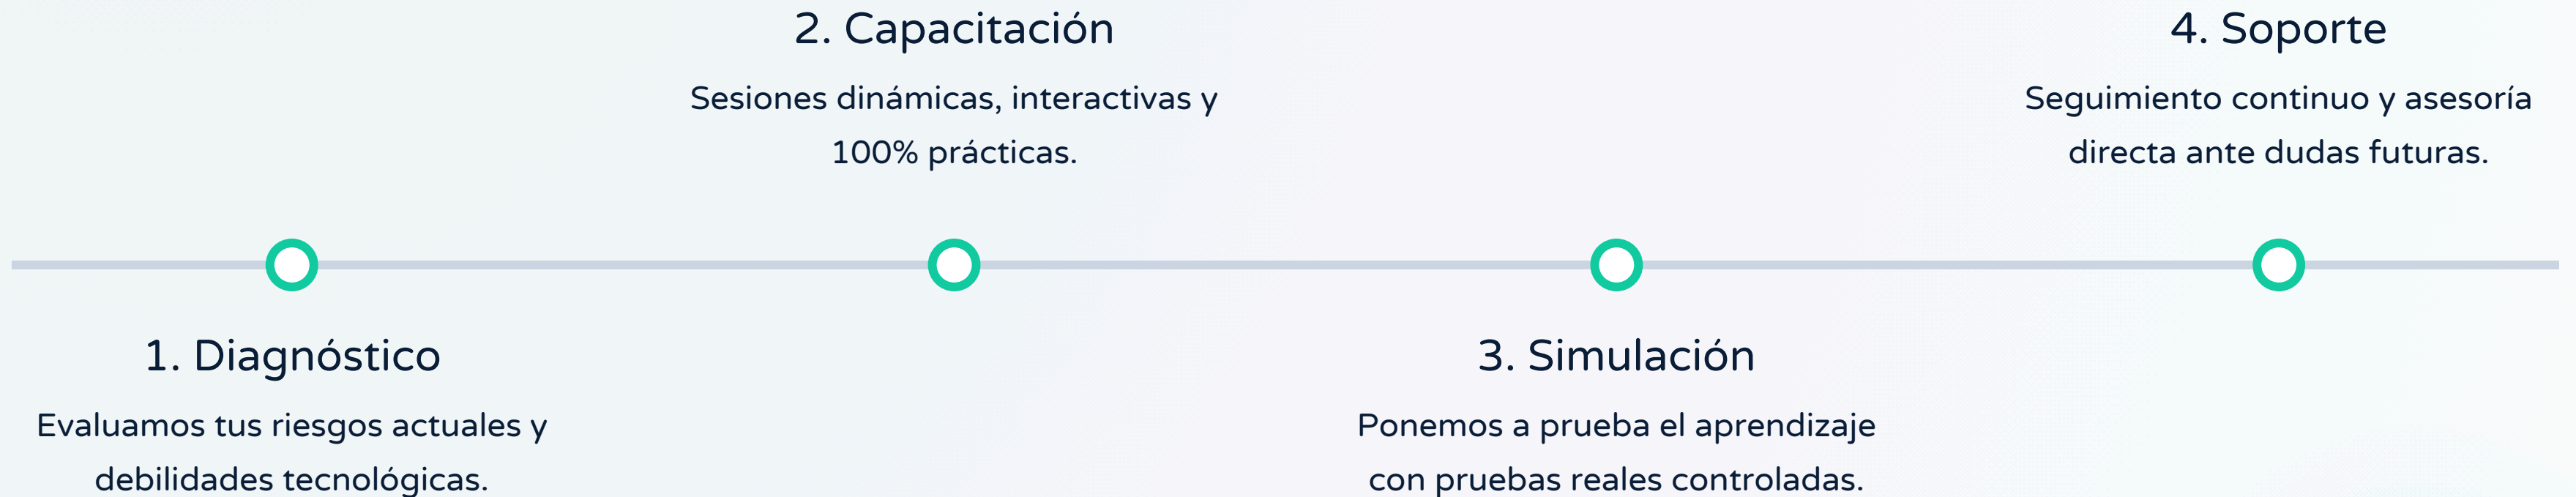 1. Diagnóstico
Evaluamos tus riesgos actuales y
debilidades tecnológicas.
2. Capacitación
Sesiones dinámicas, interactivas y
100% prácticas.
3. Simulación
Ponemos a prueba el aprendizaje
con pruebas reales controladas.
4. Soporte
Seguimiento continuo y asesoría
directa ante dudas futuras.